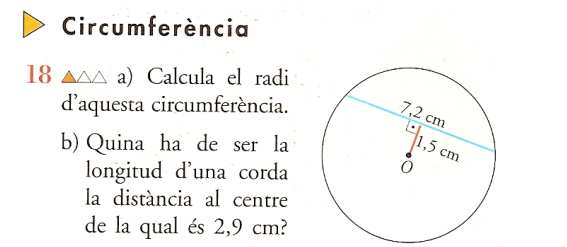 Circumferència
18 a) Calcula el radi
d'aquesta circumferència.
b) Quina ha de ser la
longitud d'una corda
la distància al centre
de la qual és 2,9 cm?
7,2 cm
1,5 cm
O